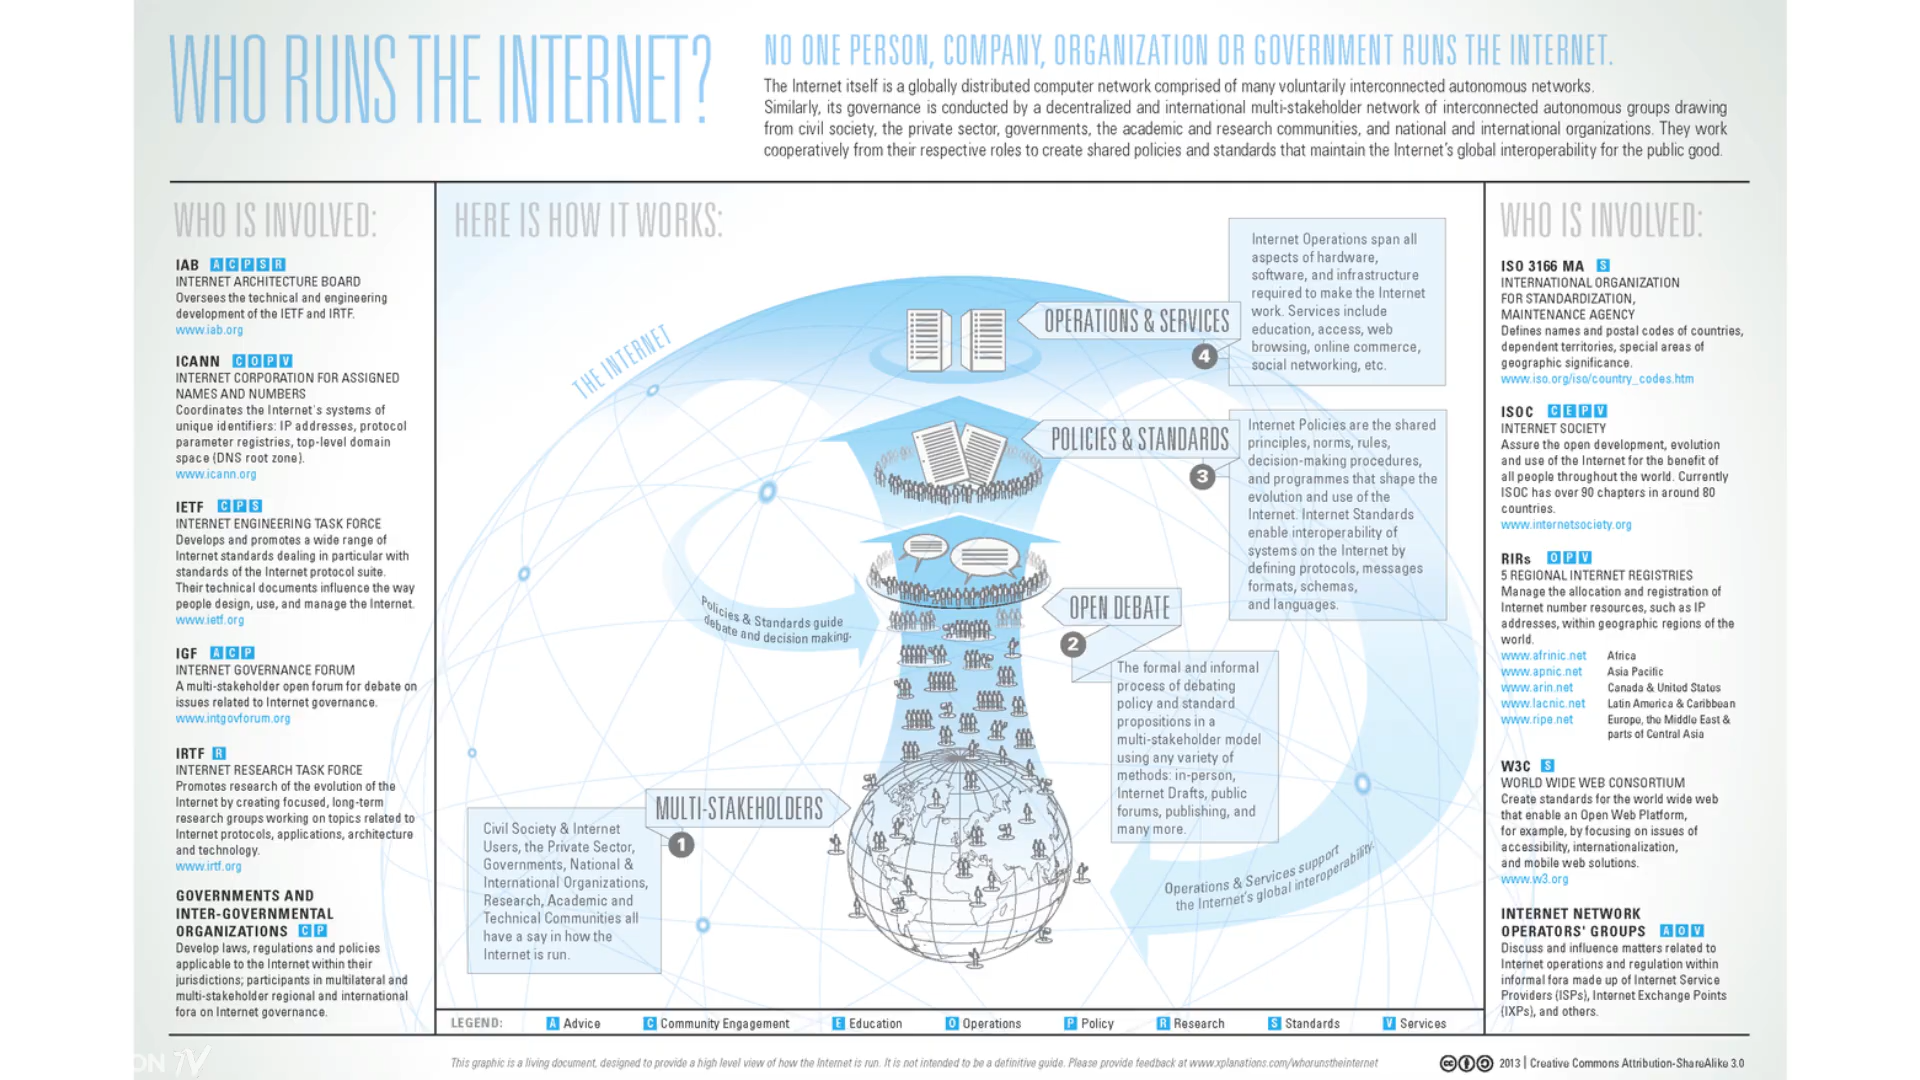 WHO RUNS THE INTERNET?
NO ONE PERSON, COMPANY, ORGANIZATION OR GOVERNMENT RUNS THE INTERNET.
The Internet itself is a globally distributed computer network comprised of many voluntarily interconnected autonomous networks.
Similarly, its governance is conducted by a decentralized and international multi-stakeholder network of interconnected autonomous groups drawing
from civil society, the private sector, governments, the academic and research communities, and national and international organizations. They work
cooperatively from their respective roles to create shared policies and standards that maintain the Internet's global interoperability for the public good.
WHO IS INVOLVED:
IAB A C P S R
INTERNET ARCHITECTURE BOARD
Oversees the technical and engineering
development of the IETF and IRTF.
www.iab.org
ICANN C O P V
INTERNET CORPORATION FOR ASSIGNED
NAMES AND NUMBERS
Coordinates the Internet's systems of
unique identifiers: IP addresses, protocol
parameter registries, top-level domain
space (DNS root zone).
www.icann.org
IETF C P S
INTERNET ENGINEERING TASK FORCE
Develops and promotes a wide range of
Internet standards dealing in particular with
standards of the Internet protocol suite.
Their technical documents influence the way
people design, use, and manage the Internet.
www.ietf.org
IGF A C P
INTERNET GOVERNANCE FORUM
A multi-stakeholder open forum for debate on
issues related to Internet governance.
www.intgovforum.org
IRTF R
INTERNET RESEARCH TASK FORCE
Promotes research of the evolution of the
Internet by creating focused, long-term
research groups working on topics related to
Internet protocols, applications, architecture
and technology.
www.irtf.org
GOVERNMENTS AND
INTER-GOVERNMENTAL
ORGANIZATIONS C P
Develop laws, regulations and policies
applicable to the Internet within their
jurisdictions; participants in multilateral and
multi-stakeholder regional and international
fora on Internet governance.
HERE IS HOW IT WORKS:
THE INTERNET
OPERATIONS & SERVICES
4
Internet Operations span all
aspects of hardware,
software, and infrastructure
required to make the Internet
work. Services include
education, access, web
browsing, online commerce,
social networking, etc.
POLICIES & STANDARDS
3
Internet Policies are the shared
principles, norms, rules,
decision-making procedures,
and programmes that shape the
evolution and use of the
Internet. Internet Standards
enable interoperability of
systems on the Internet by
defining protocols, messages
formats, schemas,
and languages.
Policies & Standards guide
debate and decision making.
OPEN DEBATE
2
The formal and informal
process of debating
policy and standard
propositions in a
multi-stakeholder model
using any variety of
methods: in-person,
Internet Drafts, public
forums, publishing, and
many more.
MULTI-STAKEHOLDERS
1
Civil Society & Internet
Users, the Private Sector,
Governments, National &
International Organizations,
Research, Academic and
Technical Communities all
have a say in how the
Internet is run.
Operations & Services support
the Internet's global interoperability.
LEGEND: A Advice C Community Engagement E Education O Operations P Policy R Research S Standards V Services
WHO IS INVOLVED:
ISO 3166 MA S
INTERNATIONAL ORGANIZATION
FOR STANDARDIZATION,
MAINTENANCE AGENCY
Defines names and postal codes of countries,
dependent territories, special areas of
geographic significance.
www.iso.org/iso/country_codes.htm
ISOC C E P V
INTERNET SOCIETY
Assure the open development, evolution
and use of the Internet for the benefit of
all people throughout the world. Currently
ISOC has over 90 chapters in around 80
countries.
www.internetsociety.org
RIRs O P V
5 REGIONAL INTERNET REGISTRIES
Manage the allocation and registration of
Internet number resources, such as IP
addresses, within geographic regions of the
world.
www.afrinic.net Africa
www.apnic.net Asia Pacific
www.arin.net Canada & United States
www.lacnic.net Latin America & Caribbean
www.ripe.net Europe, the Middle East &
parts of Central Asia
W3C S
WORLD WIDE WEB CONSORTIUM
Create standards for the world wide web
that enable an Open Web Platform,
for example, by focusing on issues of
accessibility, internationalization,
and mobile web solutions.
www.w3.org
INTERNET NETWORK
OPERATORS' GROUPS A O V
Discuss and influence matters related to
Internet operations and regulation within
informal fora made up of Internet Service
Providers (ISPs), Internet Exchange Points
(IXPs), and others.
ON TV
This graphic is a living document, designed to provide a high level view of how the Internet is run. It is not intended to be a definitive guide. Please provide feedback at www.xplanations.com/whorunstheinternet
2013 | Creative Commons Attribution-ShareAlike 3.0